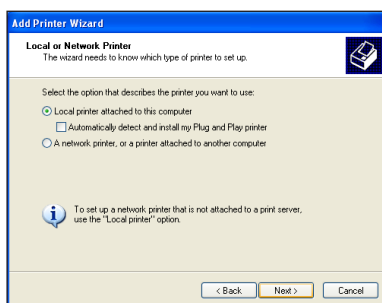 Add Printer Wizard
Local or Network Printer
The wizard needs to know which type of printer to set up.
Select the option that describes the printer you want to use:
Local printer attached to this computer
Automatically detect and install my Plug and Play printer
A network printer, or a printer attached to another computer
To set up a network printer that is not attached to a print server,
use the "Local printer" option.
< Back Next > Cancel